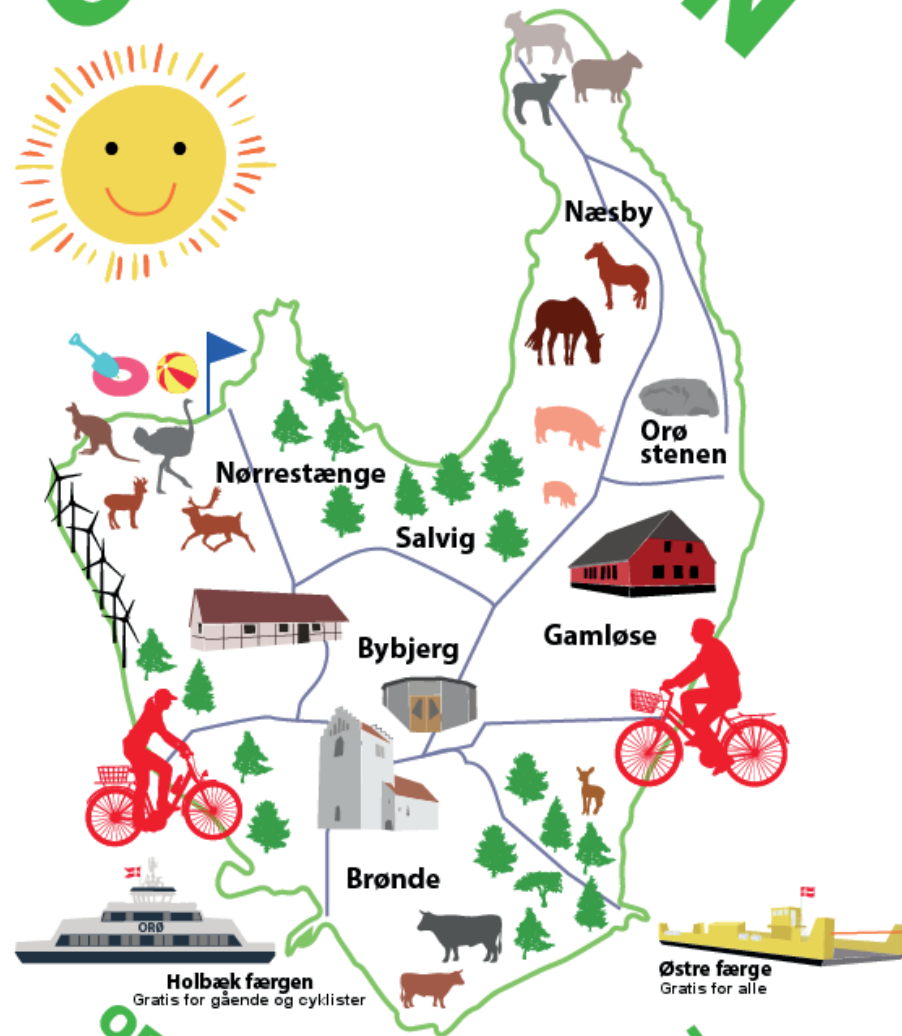 Næsby
Orø
stenen
Nørrestænge
Salvig
Gamløse
Bybjerg
Brønde
ORØ
Holbæk færgen
Gratis for gående og cyklister
Østre færge
Gratis for alle